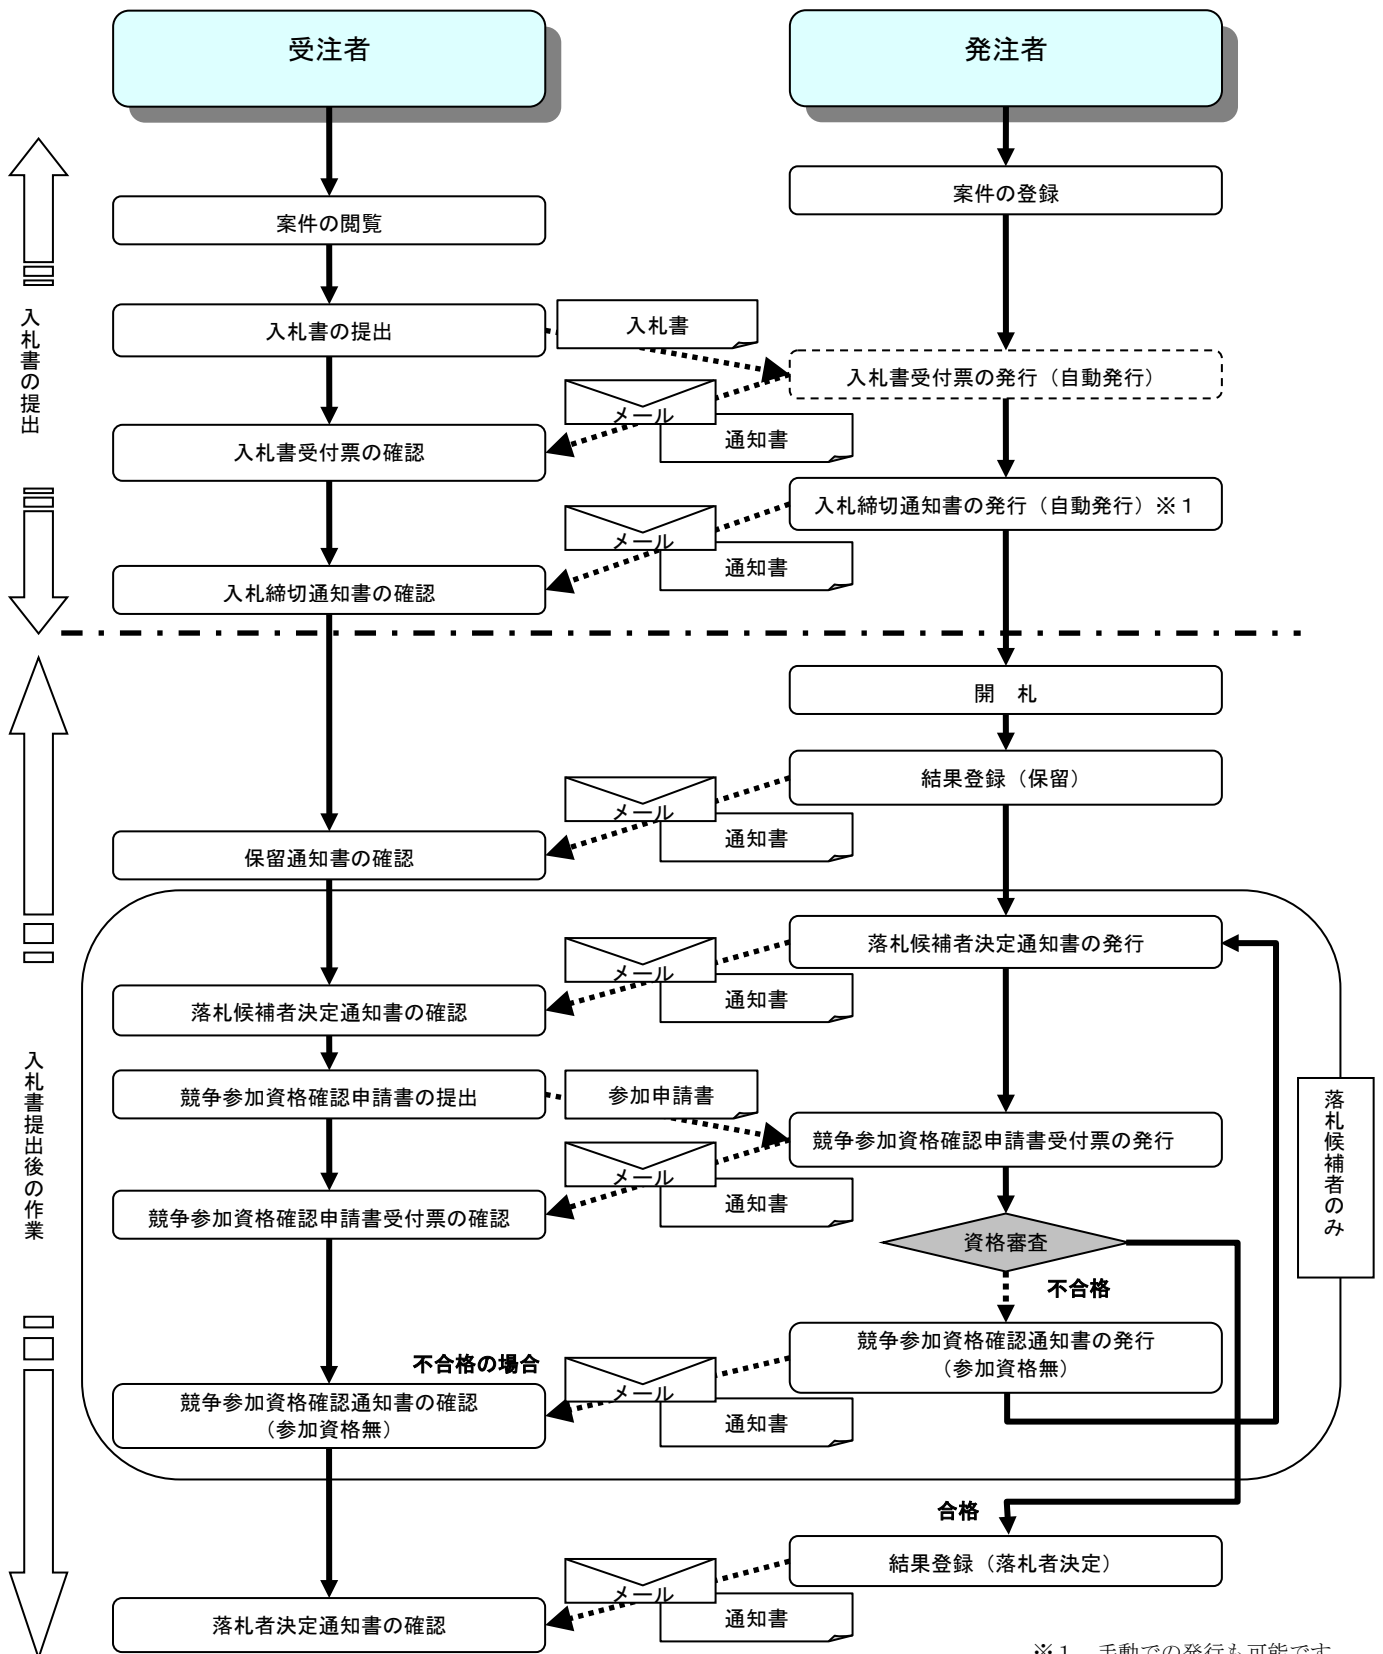 受注者
発注者
案件の登録
案件の閲覧
入札書の提出
入札書
入札書受付票の発行（自動発行）
メール
通知書
入札書受付票の確認
入札締切通知書の発行（自動発行）※１
メール
通知書
入札締切通知書の確認
入札書の提出
開　札
結果登録（保留）
メール
通知書
保留通知書の確認
落札候補者決定通知書の発行
メール
通知書
落札候補者決定通知書の確認
競争参加資格確認申請書の提出
参加申請書
競争参加資格確認申請書受付票の発行
メール
通知書
競争参加資格確認申請書受付票の確認
資格審査
不合格
落札候補者のみ
入札書提出後の作業
競争参加資格確認通知書の発行
（参加資格無）
不合格の場合
メール
通知書
競争参加資格確認通知書の確認
（参加資格無）
合格
結果登録（落札者決定）
メール
通知書
落札者決定通知書の確認
※１　手動での発行も可能です